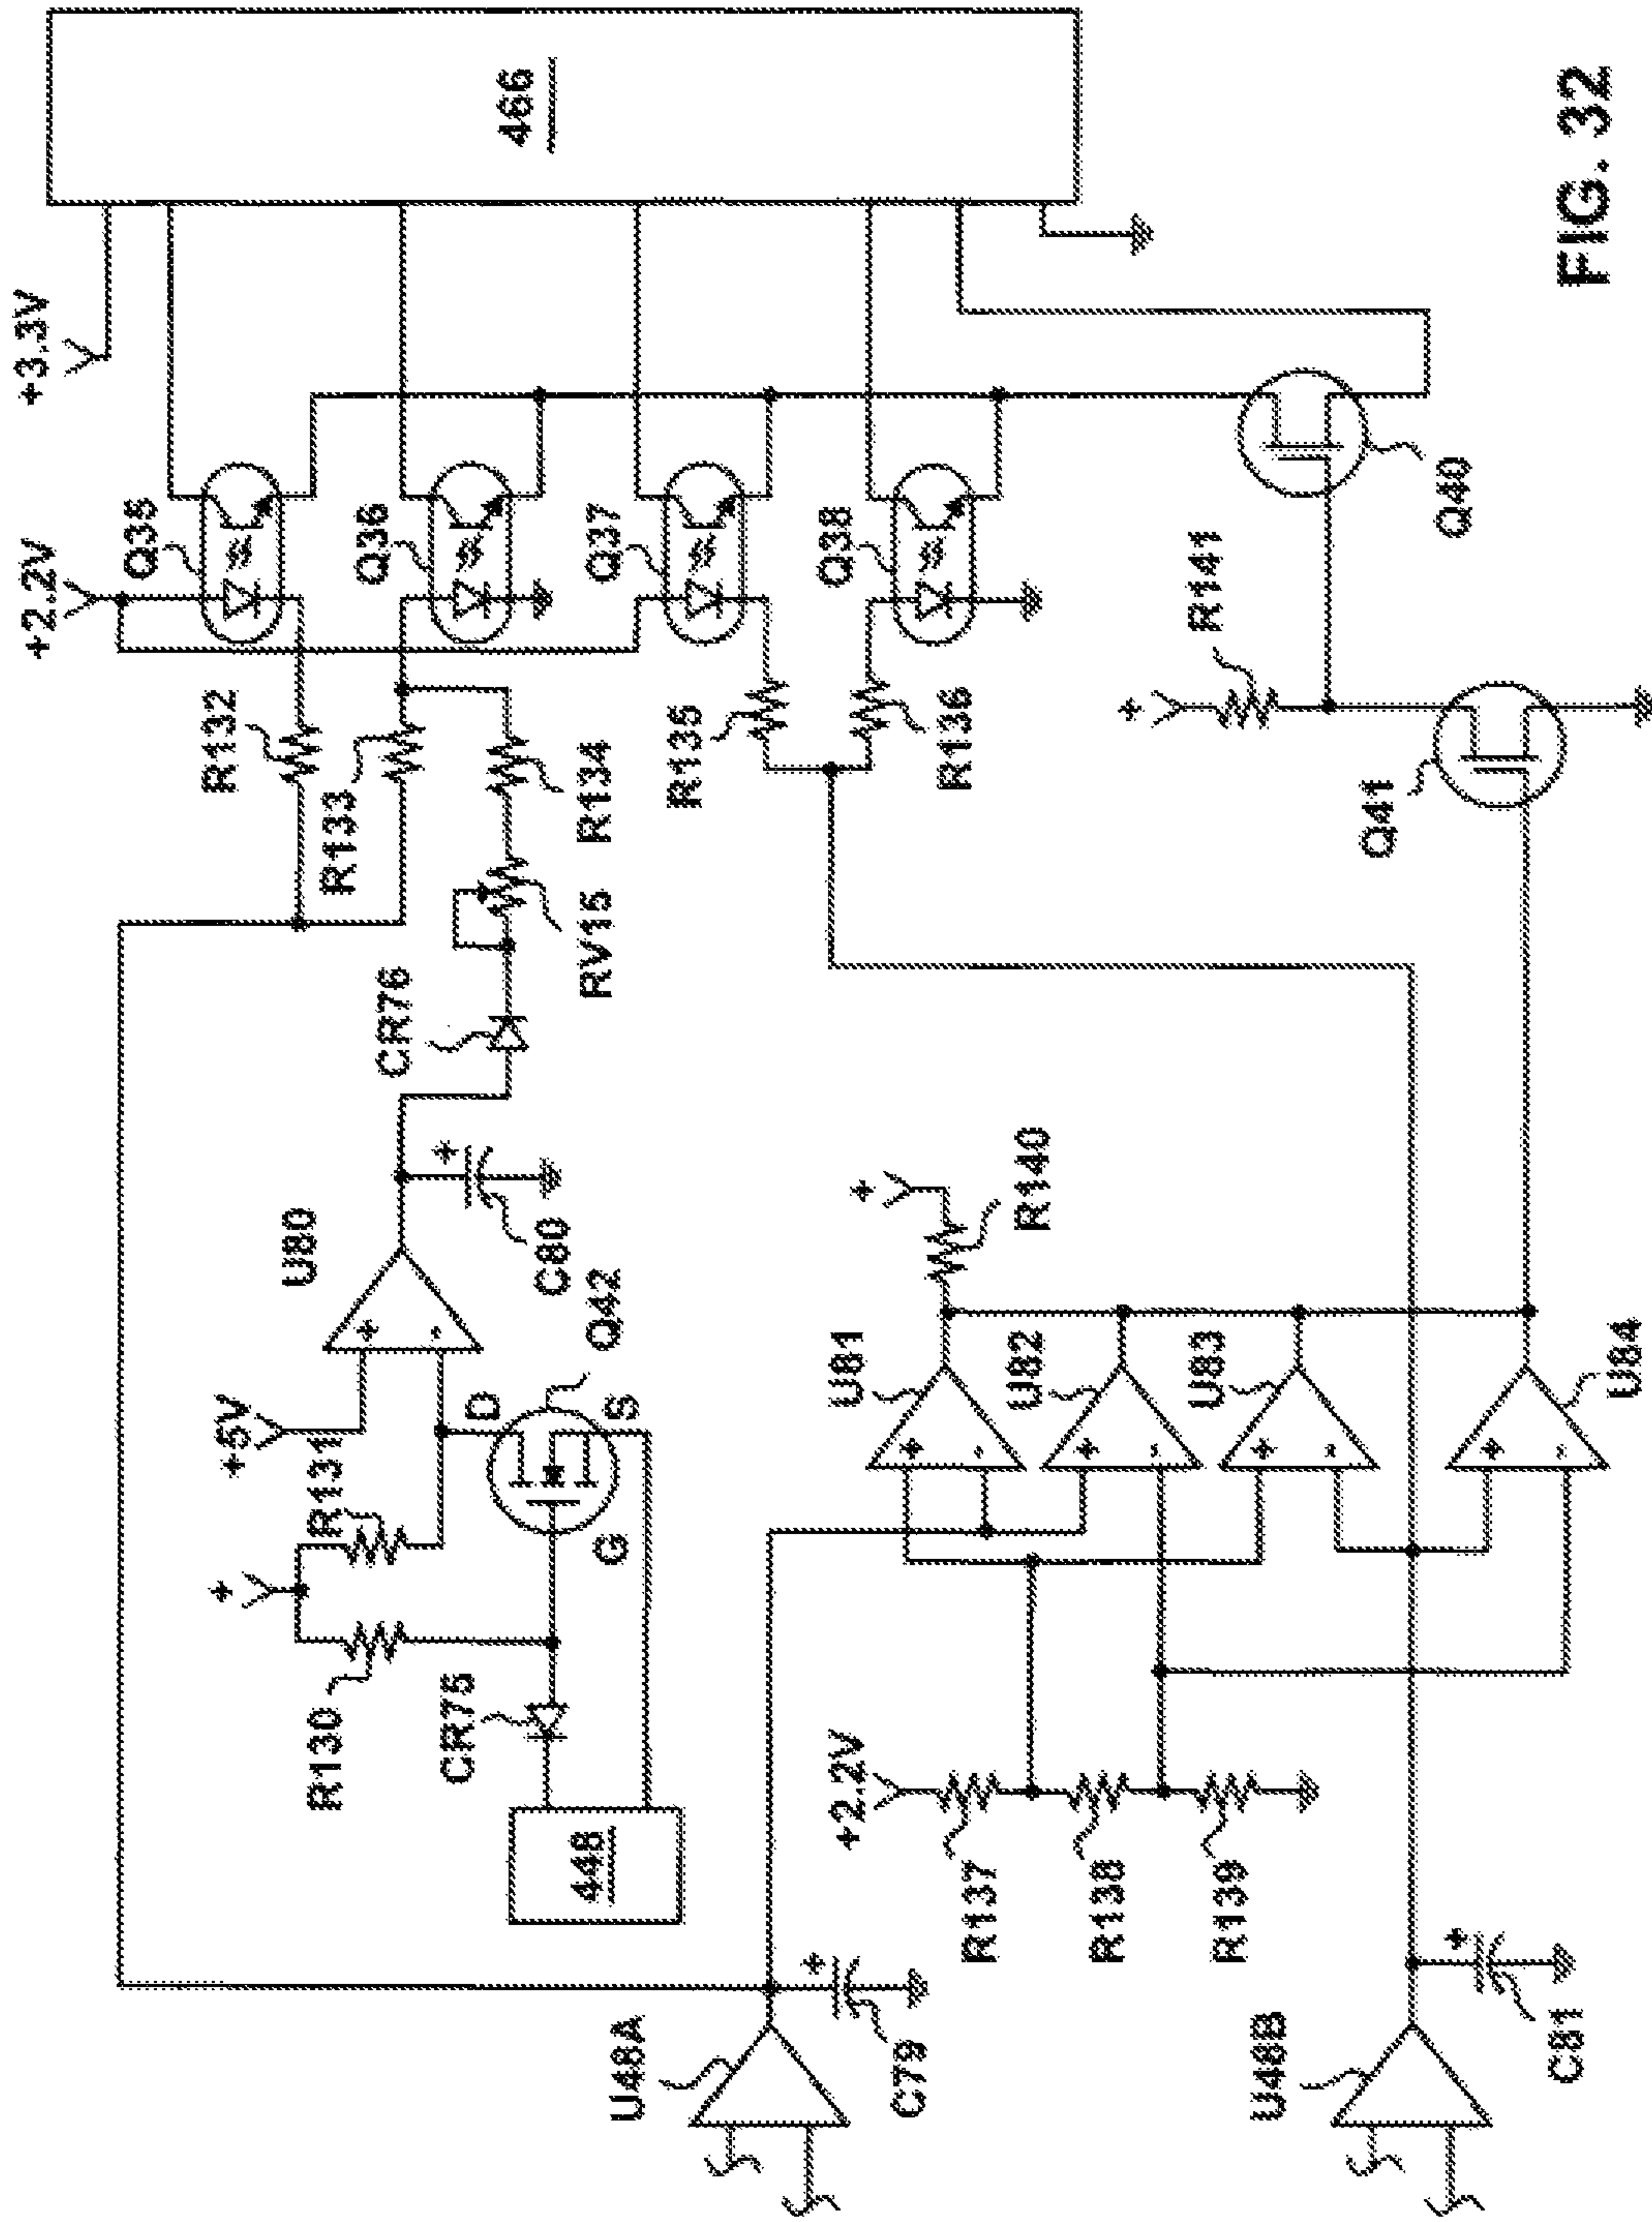 466
+3.3V
+2.2V
Q35
Q36
Q37
Q38
R132
R133
R134
RV15
CR76
R135
R136
R141
+
Q40
Q41
U80
+
-
+
C80
+5V
R131
+
R130
Q42
D
S
G
CR75
448
+
R140
U81
+
-
U82
+
-
U83
+
-
U84
+
-
+2.2V
R137
R138
R139
U48A
+
C79
U48B
+
C81
FIG. 32